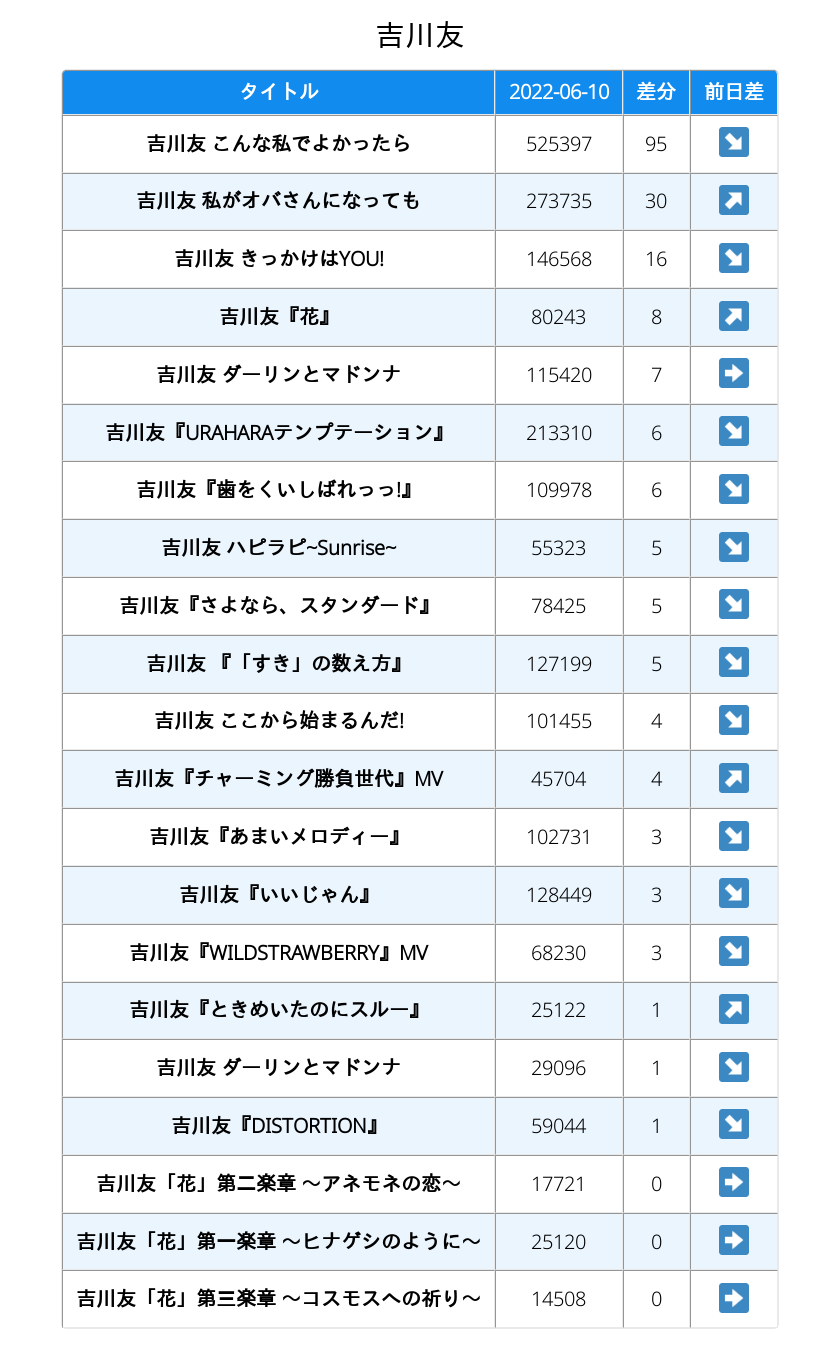 吉川友
タイトル 2022-06-10 差分 前日差
吉川友 こんな私でよかったら 525397 95 ↘
吉川友 私がオバさんになっても 273735 30 ↗
吉川友 きっかけはYOU! 146568 16 ↘
吉川友『花』 80243 8 ↗
吉川友 ダーリンとマドンナ 115420 7 ➡
吉川友『URAHARAテンプテーション』 213310 6 ↘
吉川友『歯をくいしばれっっ!』 109978 6 ↘
吉川友 ハピラピ~Sunrise~ 55323 5 ↘
吉川友『さよなら、スタンダード』 78425 5 ↘
吉川友 『「すき」の数え方』 127199 5 ↘
吉川友 ここから始まるんだ! 101455 4 ↘
吉川友『チャーミング勝負世代』MV 45704 4 ↗
吉川友『あまいメロディー』 102731 3 ↘
吉川友『いいじゃん』 128449 3 ↘
吉川友『WILDSTRAWBERRY』MV 68230 3 ↘
吉川友『ときめいたのにスルー』 25122 1 ↗
吉川友 ダーリンとマドンナ 29096 1 ↘
吉川友『DISTORTION』 59044 1 ↘
吉川友「花」第二楽章 ～アネモネの恋～ 17721 0 ➡
吉川友「花」第一楽章 ～ヒナゲシのように～ 25120 0 ➡
吉川友「花」第三楽章 ～コスモスへの祈り～ 14508 0 ➡